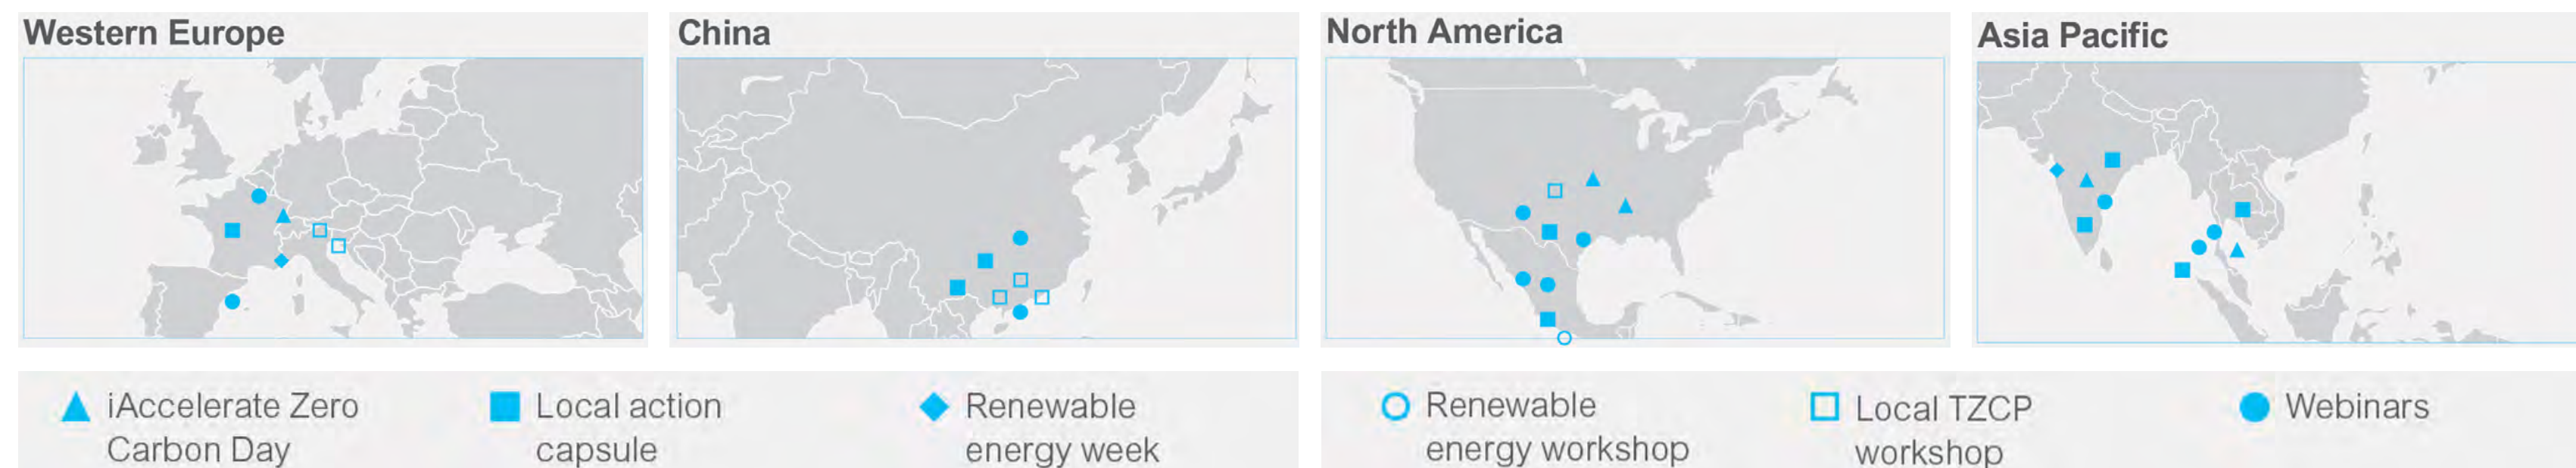 Western Europe
China
North America
Asia Pacific
iAccelerate Zero
Carbon Day
Local action
capsule
Renewable
energy week
Renewable
energy workshop
Local TZCP
workshop
Webinars